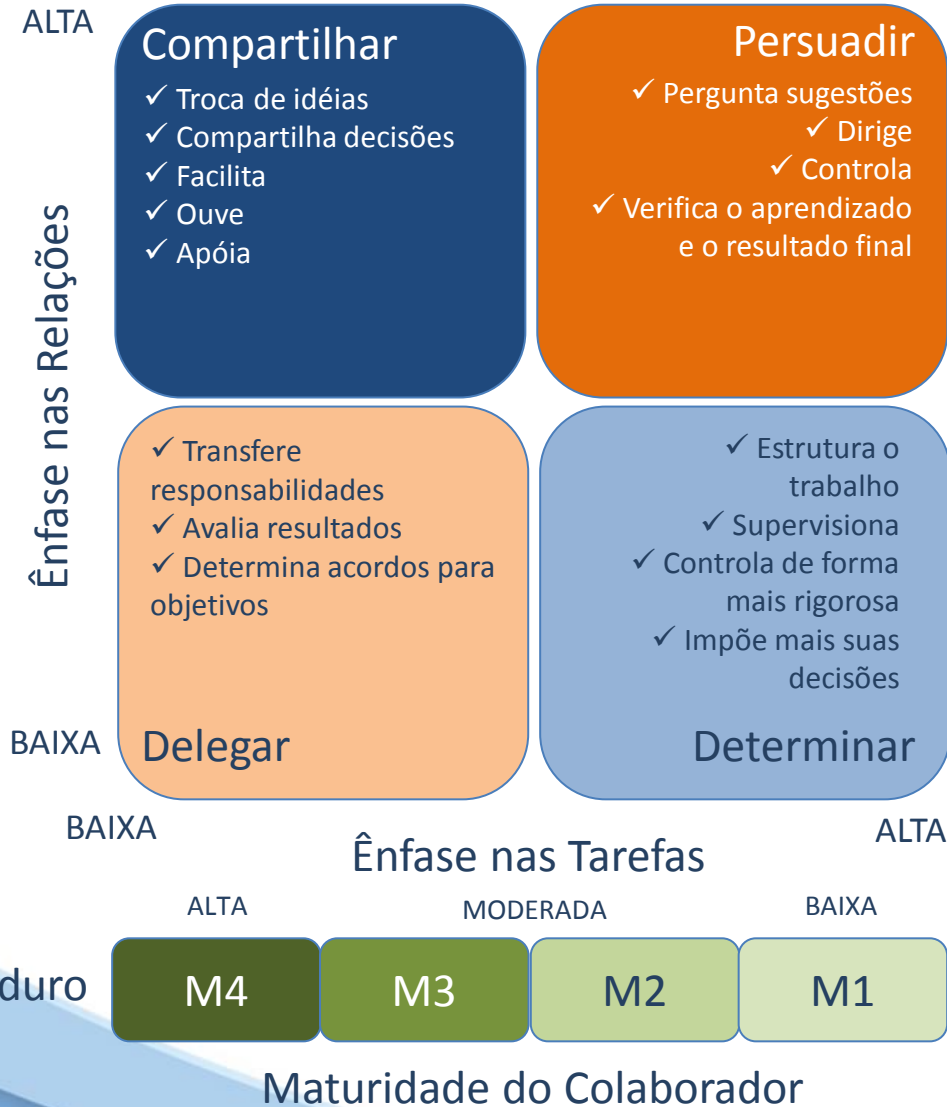 ALTA
Ênfase nas Relações
Compartilhar
✓ Troca de idéias
✓ Compartilha decisões
✓ Facilita
✓ Ouve
✓ Apóia
Persuadir
✓ Pergunta sugestões
✓ Dirige
✓ Controla
✓ Verifica o aprendizado
e o resultado final
✓ Transfere
responsabilidades
✓ Avalia resultados
✓ Determina acordos para
objetivos
Delegar
✓ Estrutura o
trabalho
✓ Supervisiona
✓ Controla de forma
mais rigorosa
✓ Impõe mais suas
decisões
Determinar
BAIXA
BAIXA
ALTA
Ênfase nas Tarefas
ALTA
MODERADA
BAIXA
duro
M4
M3
M2
M1
Maturidade do Colaborador